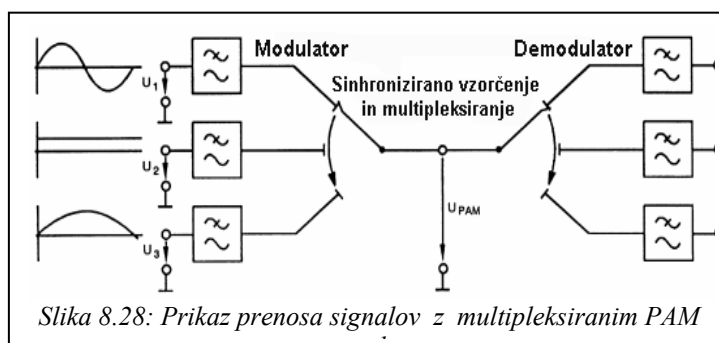 Modulator
Demodulator
Sinhronizirano vzorčenje
in multipleksiranje
U1
U2
U3
UPAM
Slika 8.28: Prikaz prenosa signalov z multipleksiranim PAM